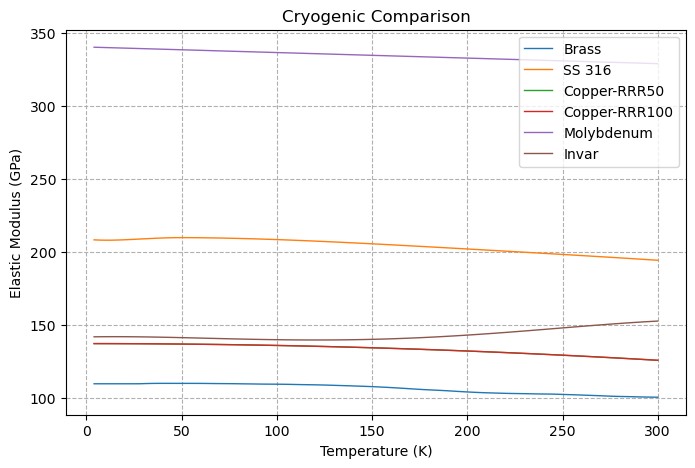 Cryogenic Comparison
Elastic Modulus (GPa)
350
300
250
200
150
100
Brass
SS 316
Copper-RRR50
Copper-RRR100
Molybdenum
Invar
0 50 100 150 200 250 300
Temperature (K)